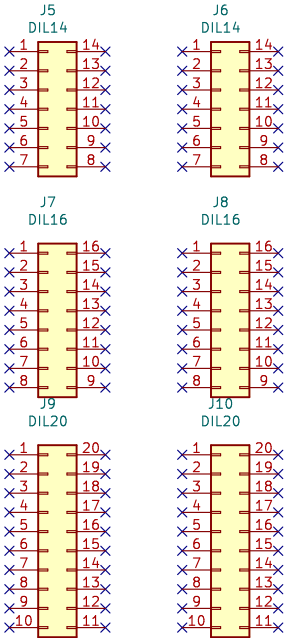 J5 J6
DIL14 DIL14
1 14 1 14
2 13 2 13
3 12 3 12
4 11 4 11
5 10 5 10
6 9 6 9
7 8 7 8
J7 J8
DIL16 DIL16
1 16 1 16
2 15 2 15
3 14 3 14
4 13 4 13
5 12 5 12
6 11 6 11
7 10 7 10
8 9 8 9
J9 J10
DIL20 DIL20
1 20 1 20
2 19 2 19
3 18 3 18
4 17 4 17
5 16 5 16
6 15 6 15
7 14 7 14
8 13 8 13
9 12 9 12
10 11 10 11